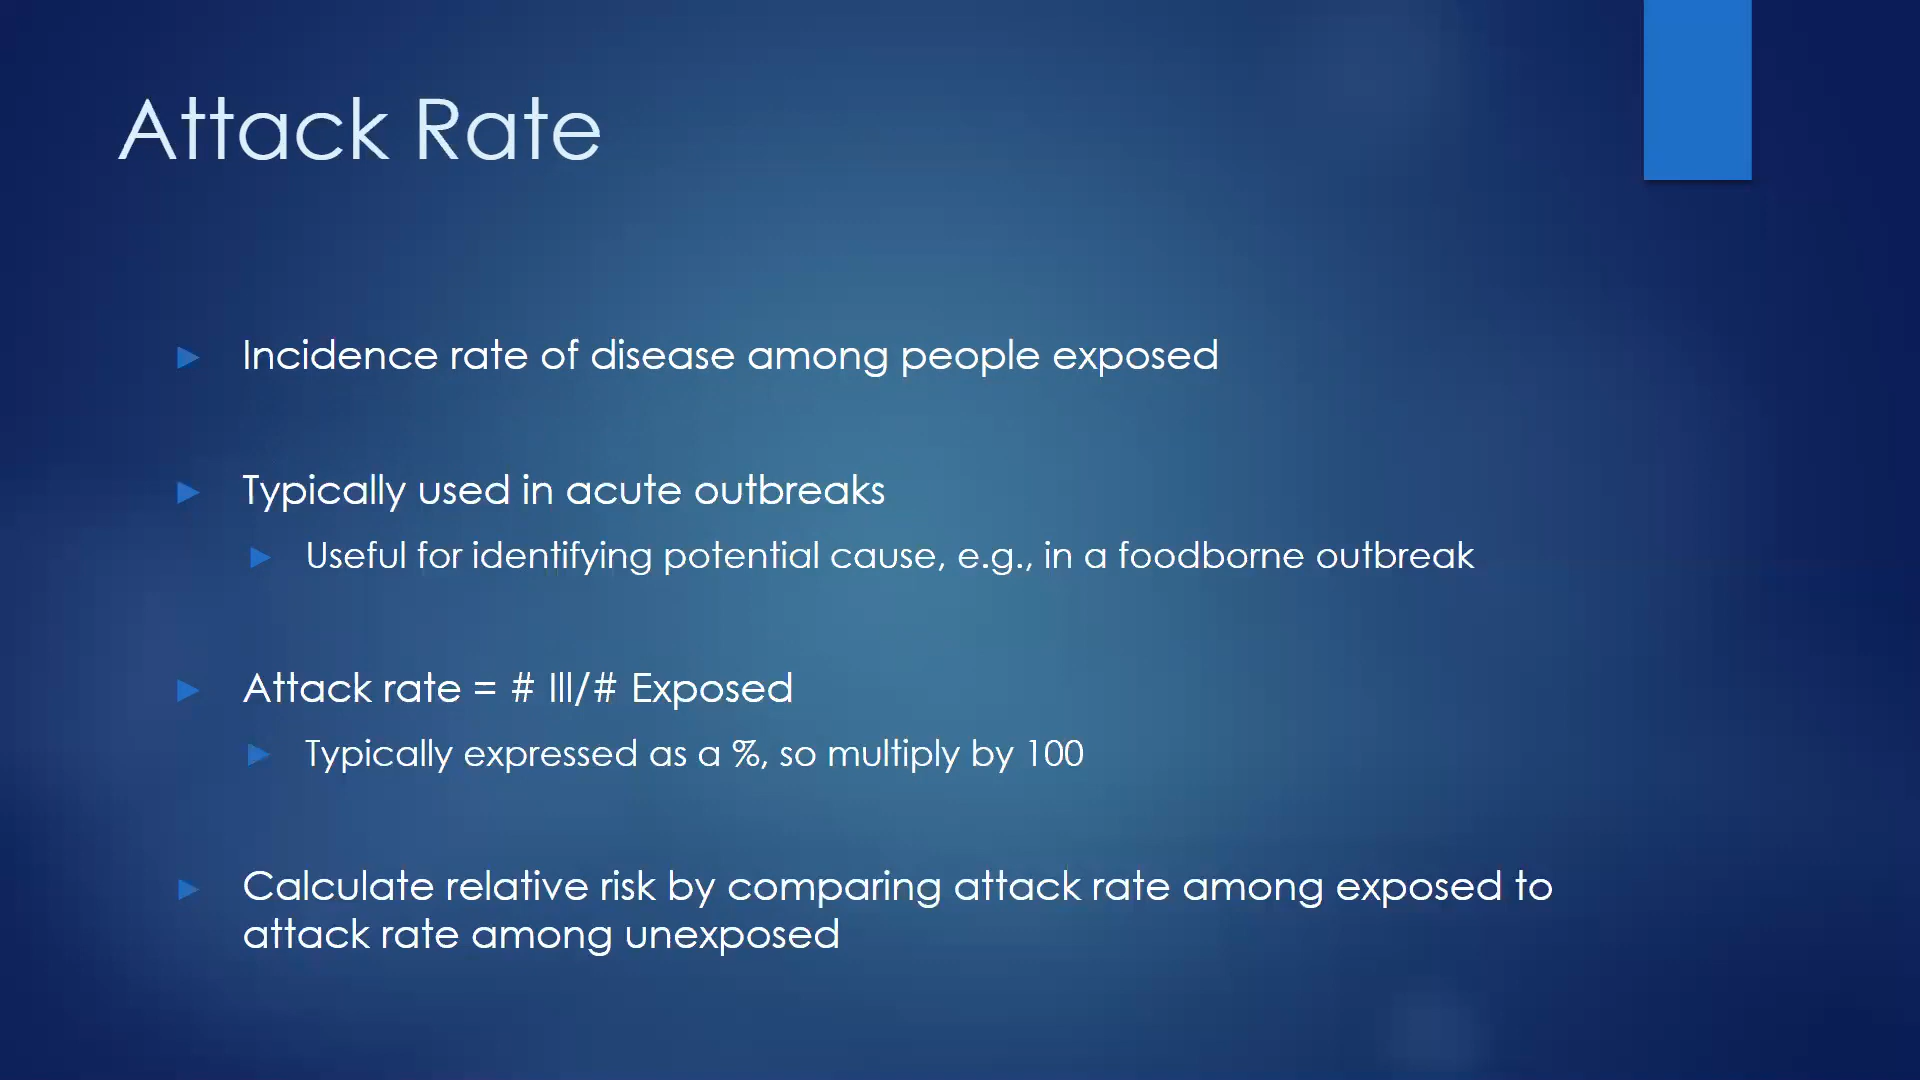 Attack Rate
Incidence rate of disease among people exposed
Typically used in acute outbreaks
Useful for identifying potential cause, e.g., in a foodborne outbreak
Attack rate = # Ill/# Exposed
Typically expressed as a %, so multiply by 100
Calculate relative risk by comparing attack rate among exposed to
attack rate among unexposed